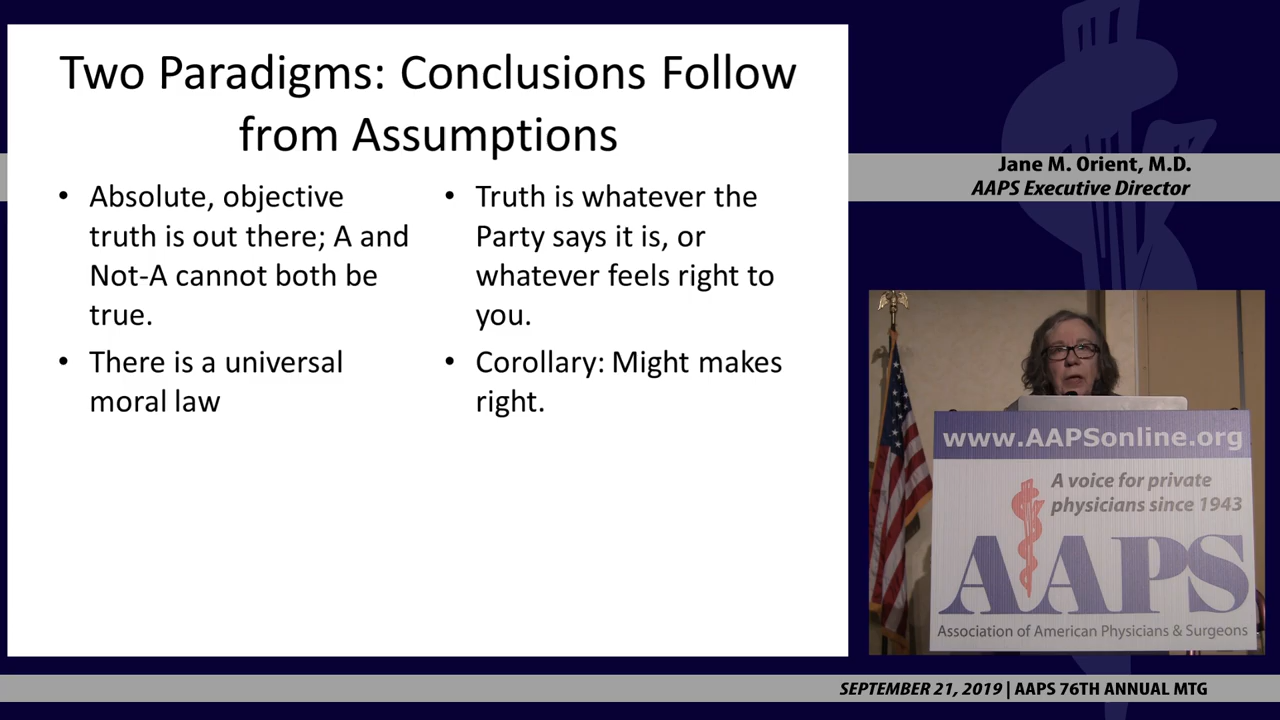 Two Paradigms: Conclusions Follow
from Assumptions
• Absolute, objective
truth is out there; A and
Not-A cannot both be
true.
• There is a universal
moral law
• Truth is whatever the
Party says it is, or
whatever feels right to
you.
• Corollary: Might makes
right.
Jane M. Orient, M.D.
AAPS Executive Director
www.AAPSonline.org
A voice for private
physicians since 1943
AAPS
Association of American Physicians & Surgeons
SEPTEMBER 21, 2019 | AAPS 76TH ANNUAL MTG